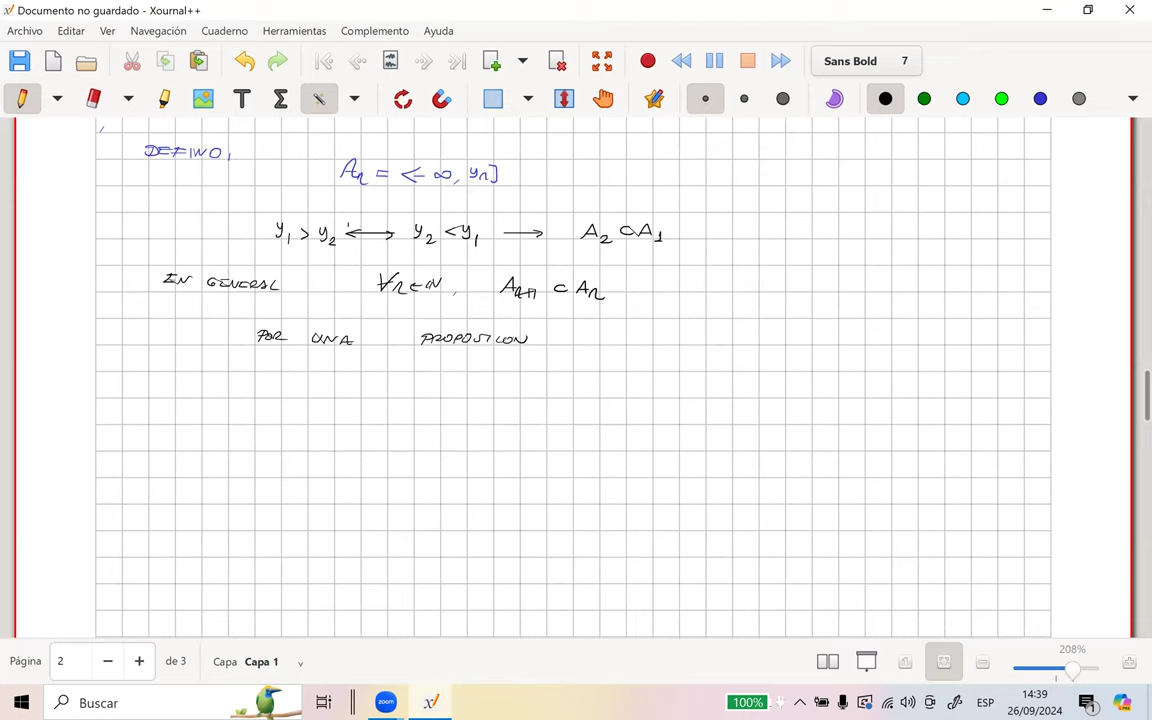 Documento no guardado - Xournal++
Archivo Editar Ver Navegación Cuaderno Herramientas Complemento Ayuda
Sans Bold 7
DEFINO,
Aₙ = <-∞, yₙ]
y₁ > y₂ ⟷ y₂ < y₁ ⟶ A₂ ⊂ A₁
EN GENERAL ∀n∈ℕ, Aₙ₊₁ ⊂ Aₙ
POR UNA PROPOSICION
Página 2 de 3 Capa Capa 1 208%
Buscar zoom 100% ESP 14:39
26/09/2024